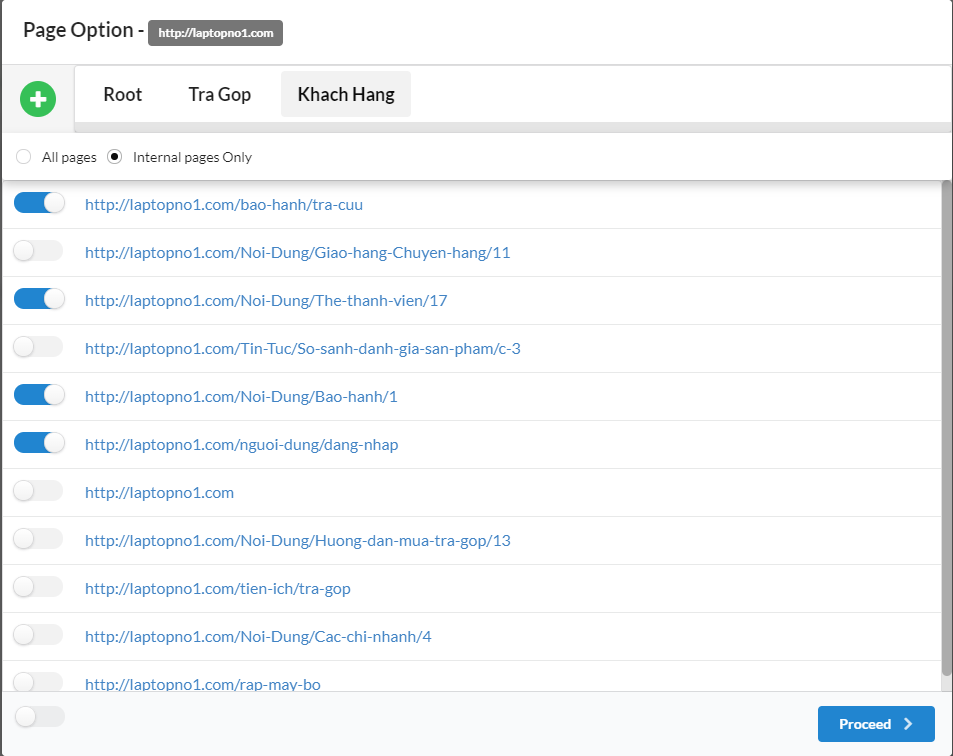 Page Option - http://laptopno1.com
Root Tra Gop Khach Hang
All pages Internal pages Only
http://laptopno1.com/bao-hanh/tra-cuu
http://laptopno1.com/Noi-Dung/Giao-hang-Chuyen-hang/11
http://laptopno1.com/Noi-Dung/The-thanh-vien/17
http://laptopno1.com/Tin-Tuc/So-sanh-danh-gia-san-pham/c-3
http://laptopno1.com/Noi-Dung/Bao-hanh/1
http://laptopno1.com/nguoi-dung/dang-nhap
http://laptopno1.com
http://laptopno1.com/Noi-Dung/Huong-dan-mua-tra-gop/13
http://laptopno1.com/tien-ich/tra-gop
http://laptopno1.com/Noi-Dung/Cac-chi-nhanh/4
http://laptopno1.com/rap-may-bo
Proceed